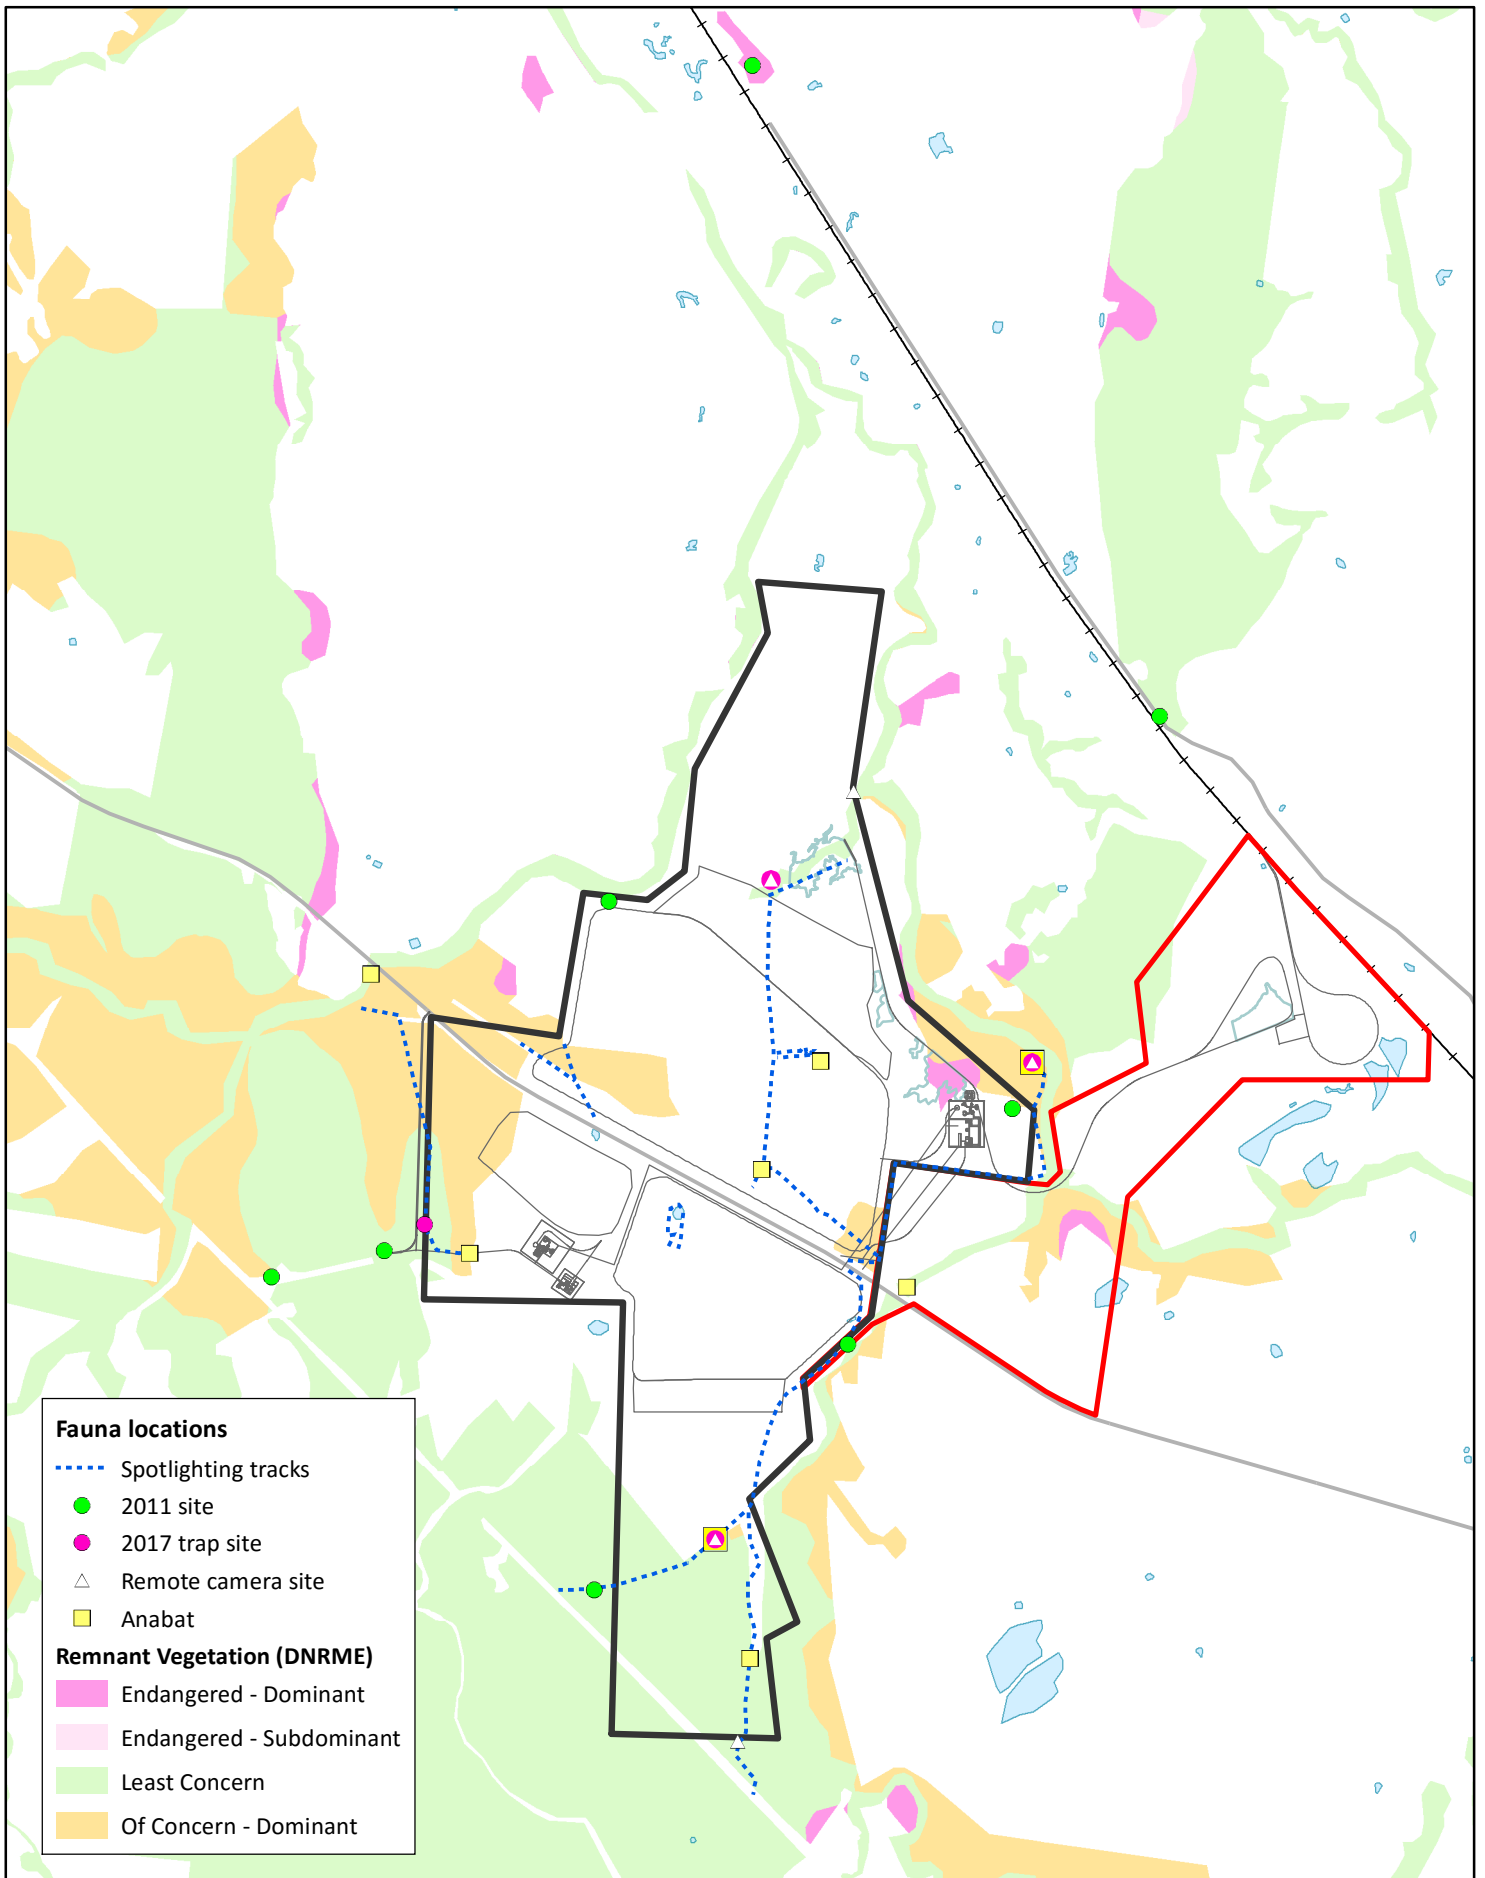 Fauna locations
Spotlighting tracks
2011 site
2017 trap site
Remote camera site
Anabat
Remnant Vegetation (DNRME)
Endangered - Dominant
Endangered - Subdominant
Least Concern
Of Concern - Dominant